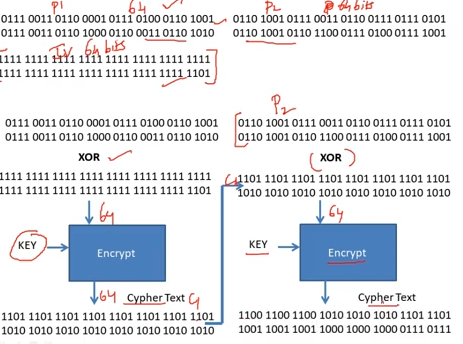 P1 64
0111 0011 0110 0001 0111 0100 0110 1001
0111 0011 0110 1000 0110 0011 0110 1010
IV 64 bits
1111 1111 1111 1111 1111 1111 1111 1111
1111 1111 1111 1111 1111 1111 1111 1101
P2 64 bits
0110 1001 0111 0011 0110 1111 0111 0101
0110 1001 0110 1100 0111 0100 0111 1001
0111 0011 0110 0001 0111 0100 0110 1001
0111 0011 0110 1000 0110 0011 0110 1010
XOR
1111 1111 1111 1111 1111 1111 1111 1111
1111 1111 1111 1111 1111 1111 1111 1101
64
KEY
Encrypt
64
Cypher Text C1
1101 1101 1101 1101 1101 1101 1101 1101
1010 1010 1010 1010 1010 1010 1010 1010
P2
0110 1001 0111 0011 0110 1111 0111 0101
0110 1001 0110 1100 0111 0100 0111 1001
(XOR)
C1
1101 1101 1101 1101 1101 1101 1101 1101
1010 1010 1010 1010 1010 1010 1010 1010
64
KEY
Encrypt
Cypher Text
1100 1100 1001 1100 1010 1010 1101 1101
1001 1001 1001 1000 1000 1000 0111 0111